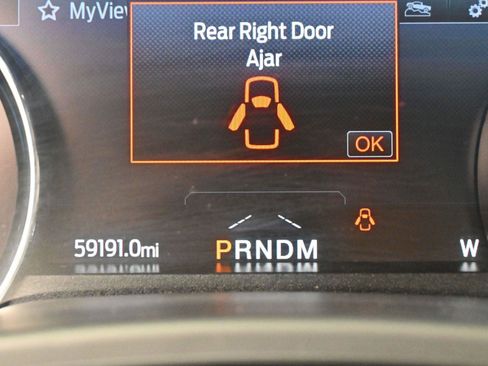 MyView
Rear Right Door
Ajar
OK
59191.0mi
PRNDM
W